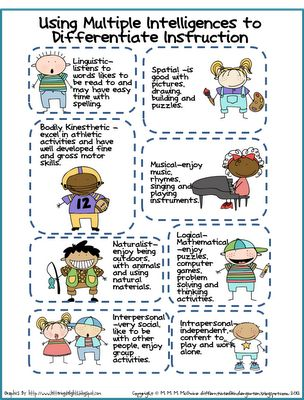 Using Multiple Intelligences to
Differentiate Instruction
Linguistic-
listens to
words likes to
be read to and
may have easy
time with
spelling.
Spatial -is
good with
pictures,
drawing,
building and
puzzles.
Bodily Kinesthetic -
excel in athletic
activities and have
well developed fine
and gross motor
skills.
12
Musical-enjoy
music,
rhymes,
singing and
playing
instruments.
Naturalist-
enjoy being
outdoors,
with animals
and using
natural
materials.
Logical-
Mathematical
-enjoy
puzzles,
computer
games,
problem
solving and
thinking
activities.
Interpersonal
-very social,
like to be
with other
people, enjoy
group
activities.
Intrapersonal-
independent,
content to
play and work
alone.
Graphics By
Copyright ©